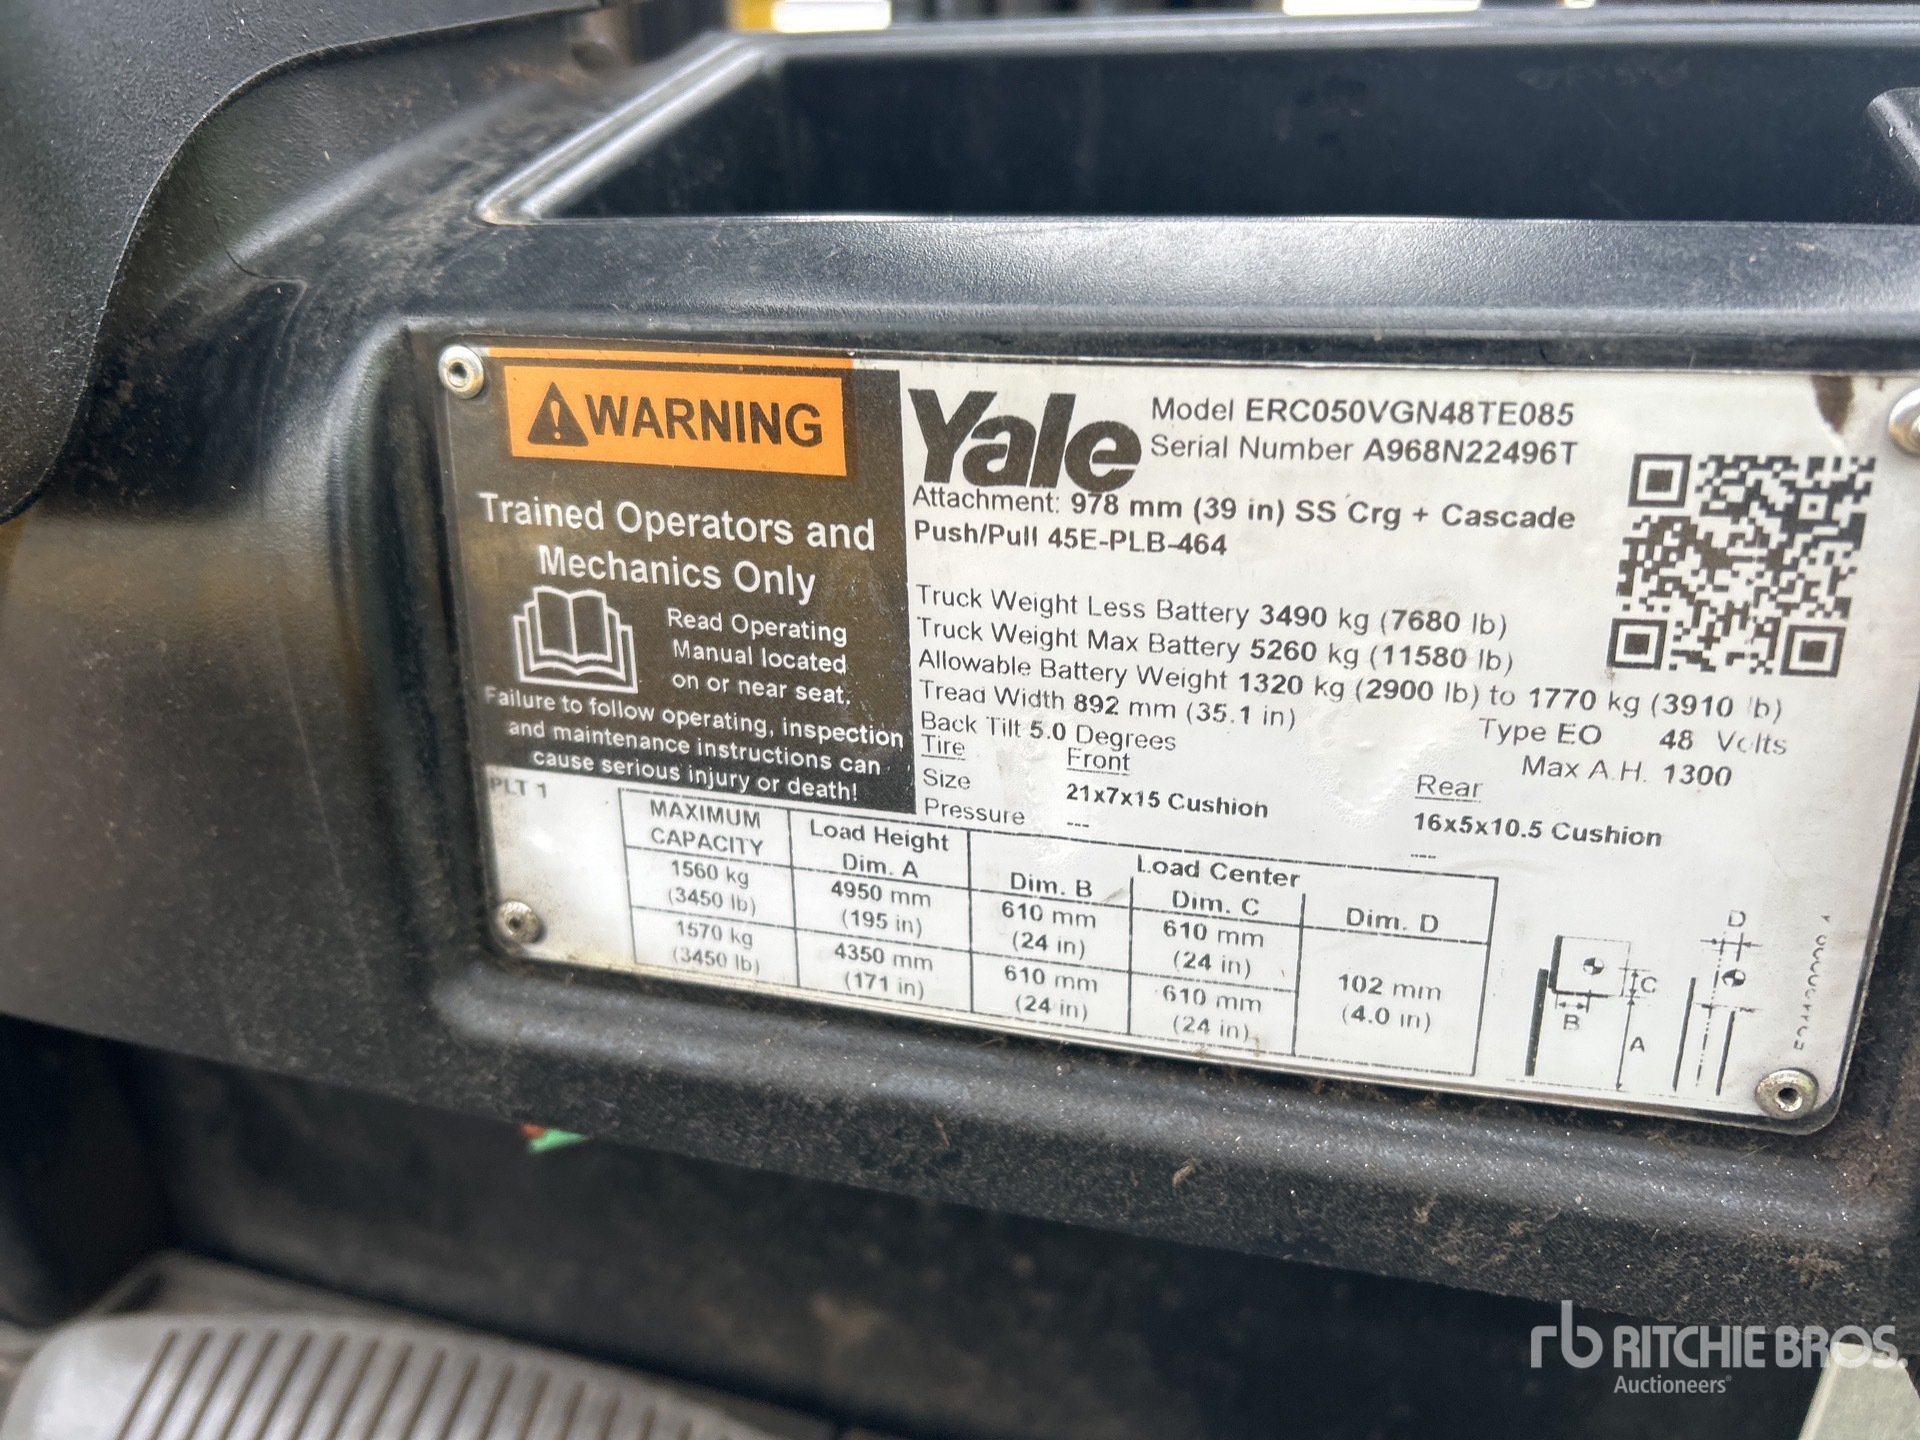 WARNING
Trained Operators and
Mechanics Only
Read Operating
Manual located
on or near seat.
Failure to follow operating, inspection
and maintenance instructions can
cause serious injury or death!
PLT 1
Yale
Model ERC050VGN48TE085
Serial Number A968N22496T
Attachment: 978 mm (39 in) SS Crg + Cascade
Push/Pull 45E-PLB-464
Truck Weight Less Battery 3490 kg (7680 lb)
Truck Weight Max Battery 5260 kg (11580 lb)
Allowable Battery Weight 1320 kg (2900 lb) to 1770 kg (3910 lb)
Tread Width 892 mm (35.1 in)
Type EO 48 Volts
Back Tilt 5.0 Degrees
Max A.H. 1300
Tire Front Rear
Size 21x7x15 Cushion 16x5x10.5 Cushion
Pressure --- ---
MAXIMUM CAPACITY Load Height Dim. A Load Center
Dim. B Dim. C Dim. D
1560 kg (3450 lb) 4950 mm (195 in) 610 mm (24 in) 610 mm (24 in)
1570 kg (3450 lb) 4350 mm (171 in) 610 mm (24 in) 610 mm (24 in)
102 mm (4.0 in)
D
C
B
A
rb RITCHIE BROS.
Auctioneers